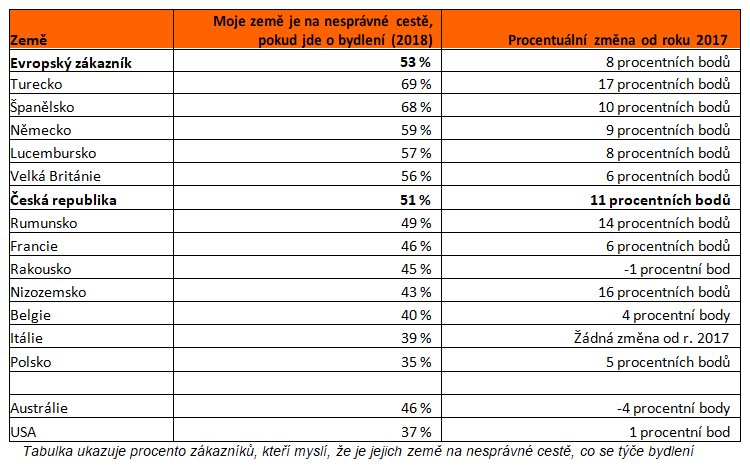 Země Moje země je na nesprávné cestě, pokud jde o bydlení (2018) Procentuální změna od roku 2017
Evropský zákazník 53 % 8 procentních bodů
Turecko 69 % 17 procentních bodů
Španělsko 68 % 10 procentních bodů
Německo 59 % 9 procentních bodů
Lucembursko 57 % 8 procentních bodů
Velká Británie 56 % 6 procentních bodů
Česká republika 51 % 11 procentních bodů
Rumunsko 49 % 14 procentních bodů
Francie 46 % 6 procentních bodů
Rakousko 45 % -1 procentní bod
Nizozemsko 43 % 16 procentních bodů
Belgie 40 % 4 procentní body
Itálie 39 % Žádná změna od r. 2017
Polsko 35 % 5 procentních bodů
Austrálie 46 % -4 procentní body
USA 37 % 1 procentní bod
Tabulka ukazuje procento zákazníků, kteří myslí, že je jejich země na nesprávné cestě, co se týče bydlení